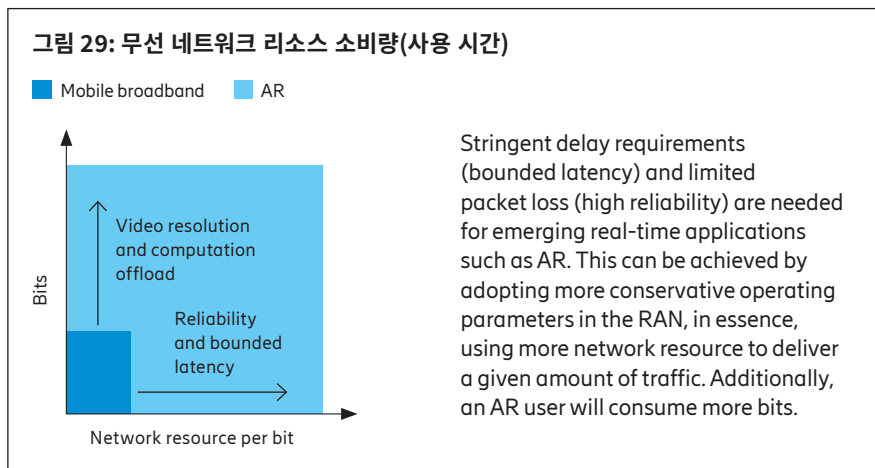 그림 29: 무선 네트워크 리소스 소비량(사용 시간)
Mobile broadband
AR
Bits
Video resolution
and computation
offload
Reliability
and bounded
latency
Network resource per bit
Stringent delay requirements
(bounded latency) and limited
packet loss (high reliability) are needed
for emerging real-time applications
such as AR. This can be achieved by
adopting more conservative operating
parameters in the RAN, in essence,
using more network resource to deliver
a given amount of traffic. Additionally,
an AR user will consume more bits.